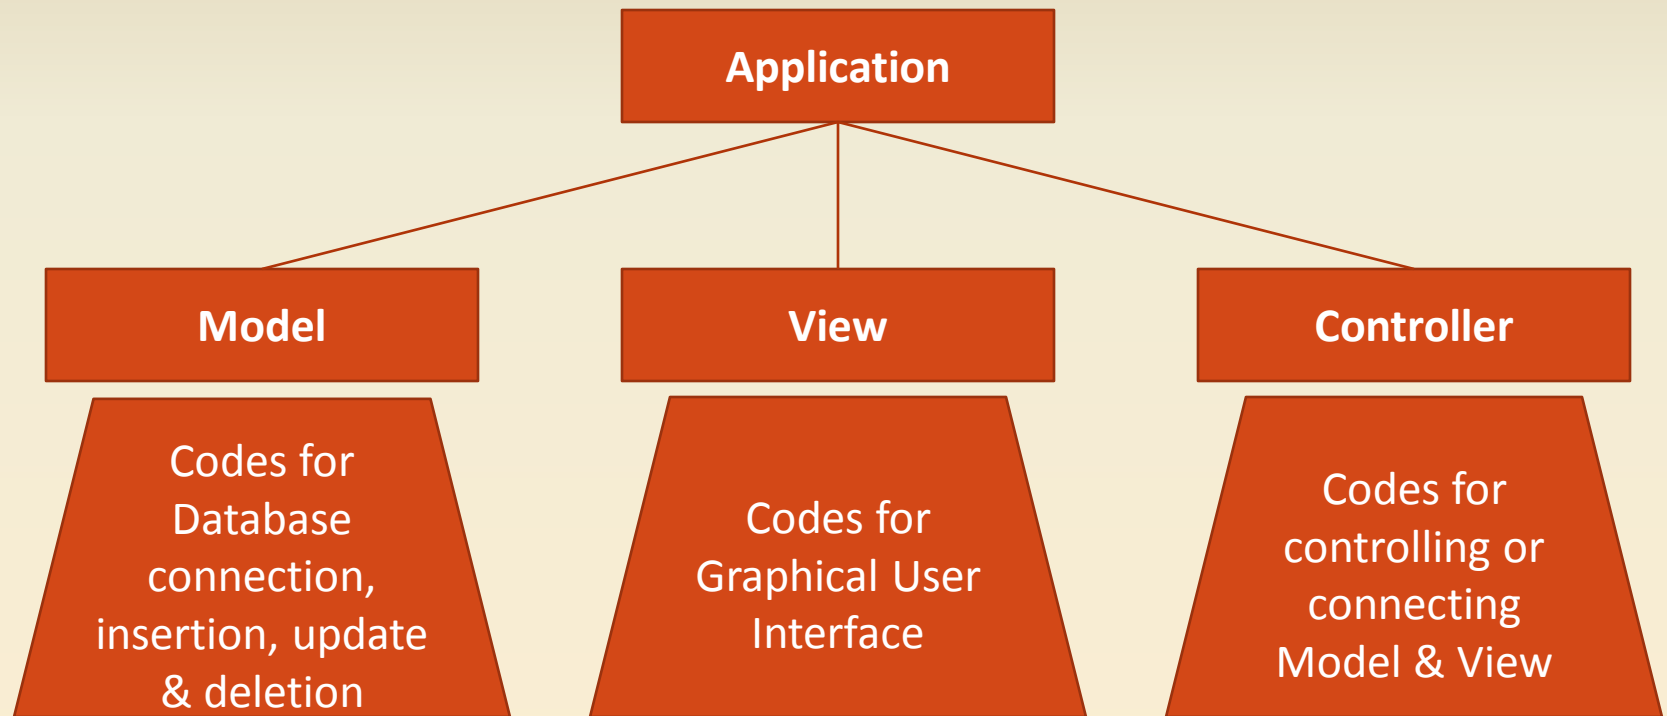 Application
Model
View
Controller
Codes for
Database
connection,
insertion, update
& deletion
Codes for
Graphical User
Interface
Codes for
controlling or
connecting
Model & View